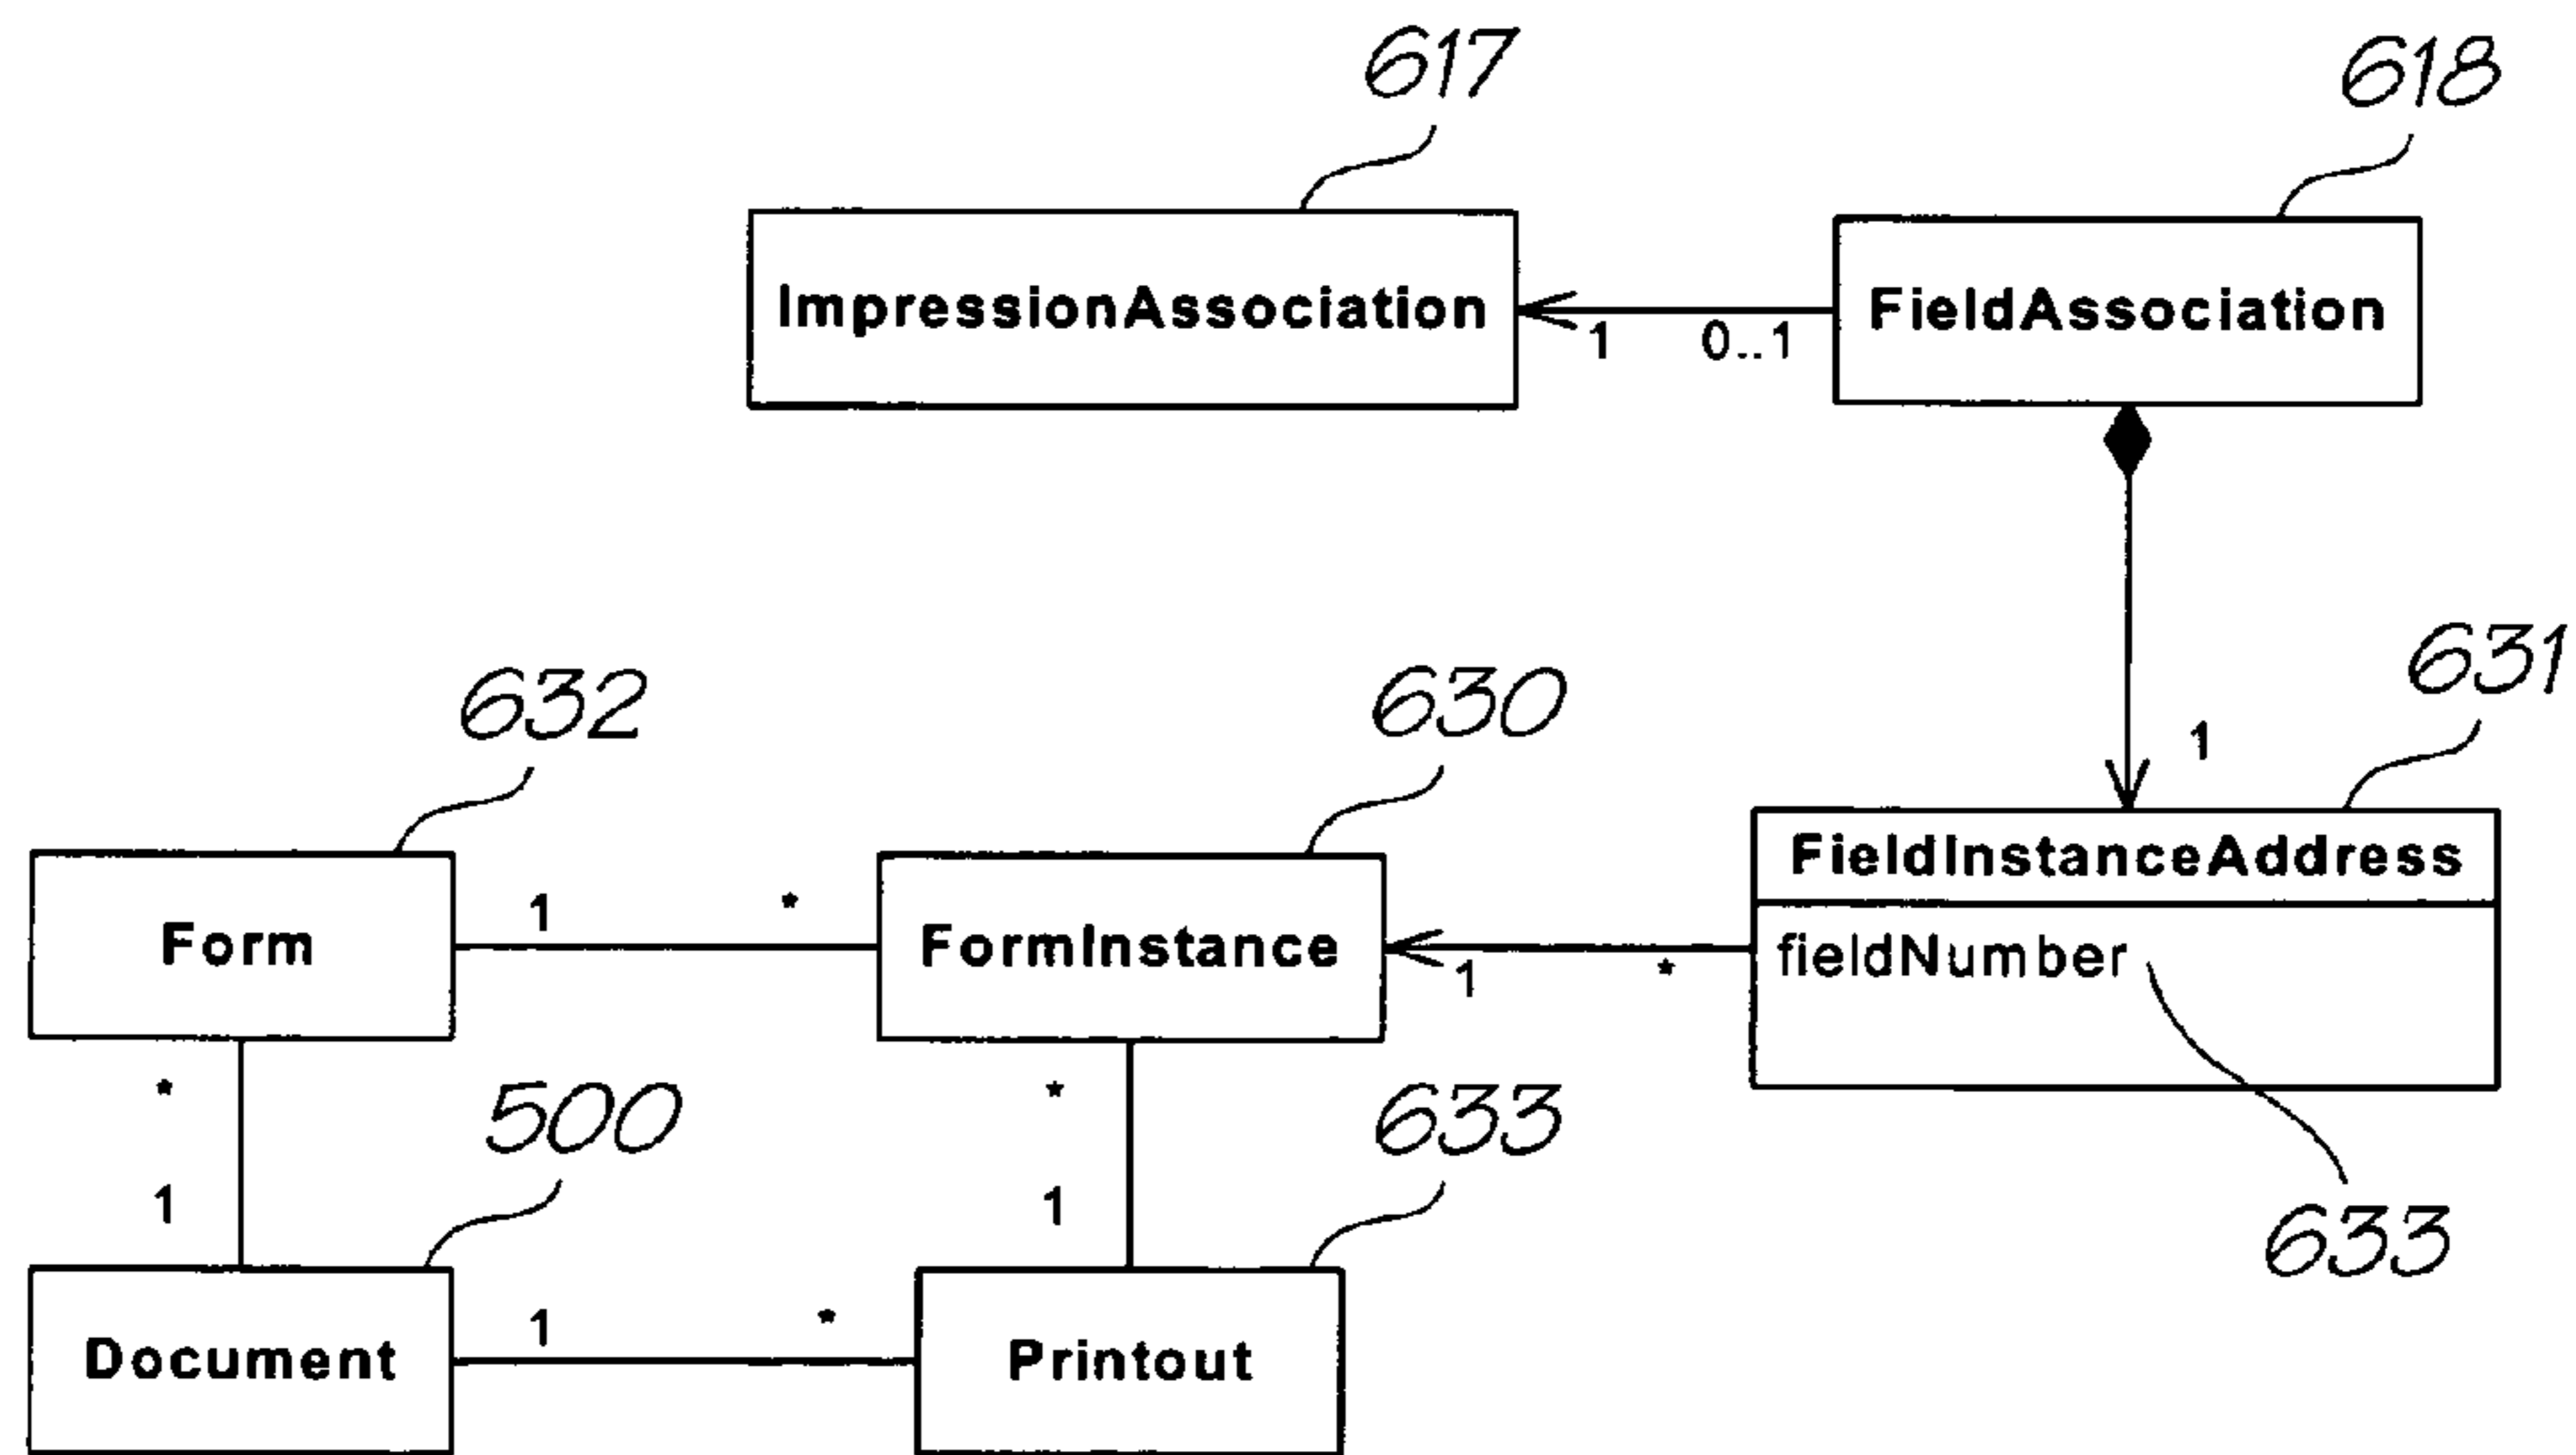 617
618
ImpressionAssociation
FieldAssociation
1 0..1
631
1
632
630
FieldInstanceAddress
Form
1 *
FormInstance
1 *
fieldNumber
* 1
500
* 1
633
633
Document
1 *
Printout